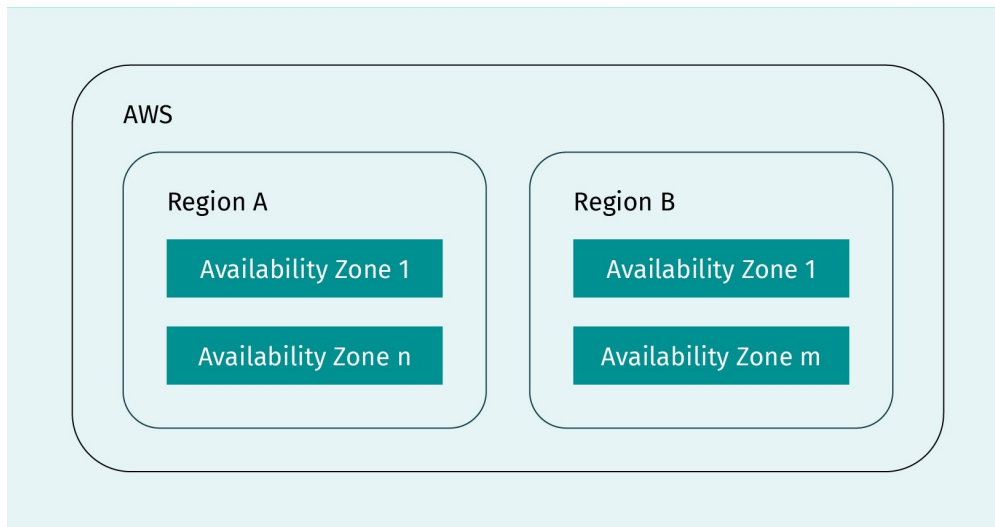 AWS
Region A
Availability Zone 1
Availability Zone n
Region B
Availability Zone 1
Availability Zone m